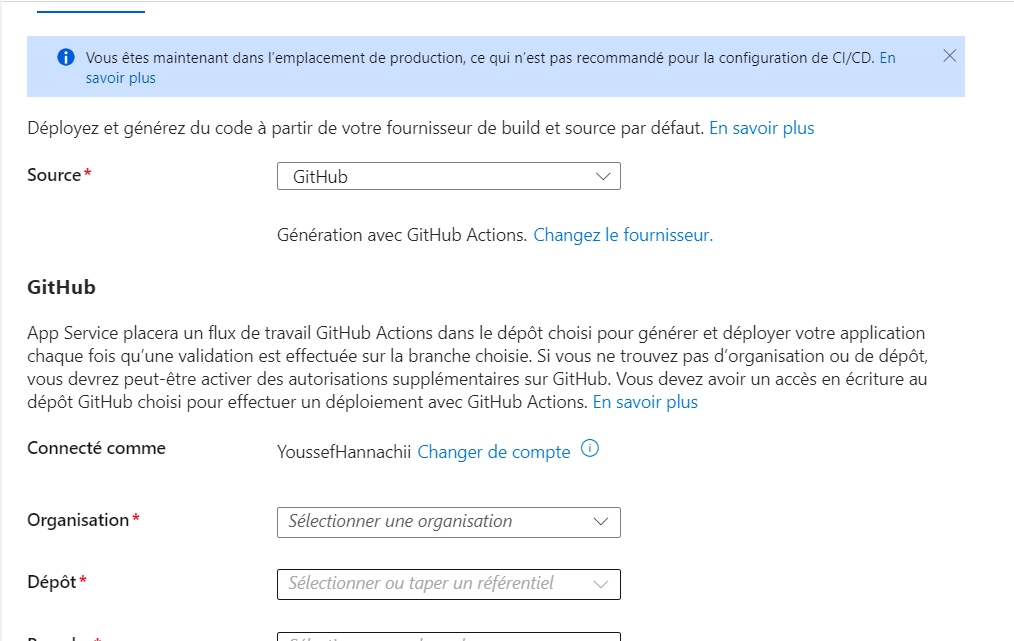 Vous êtes maintenant dans l’emplacement de production, ce qui n’est pas recommandé pour la configuration de CI/CD. En
savoir plus
Déployez et générez du code à partir de votre fournisseur de build et source par défaut. En savoir plus
Source*
GitHub
Génération avec GitHub Actions. Changez le fournisseur.
GitHub
App Service placera un flux de travail GitHub Actions dans le dépôt choisi pour générer et déployer votre application
chaque fois qu’une validation est effectuée sur la branche choisie. Si vous ne trouvez pas d’organisation ou de dépôt,
vous devrez peut-être activer des autorisations supplémentaires sur GitHub. Vous devez avoir un accès en écriture au
dépôt GitHub choisi pour effectuer un déploiement avec GitHub Actions. En savoir plus
Connecté comme
YoussefHannachii Changer de compte
Organisation*
Sélectionner une organisation
Dépôt*
Sélectionner ou taper un référentiel